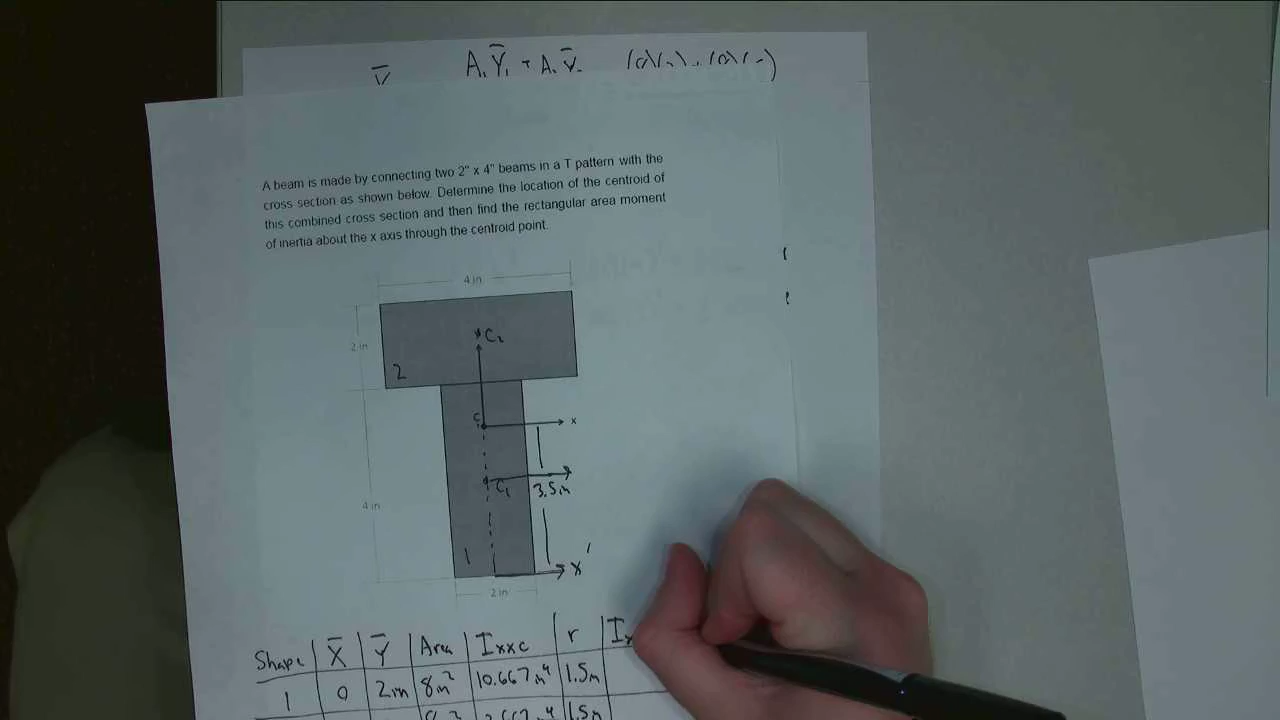 Ȳ A₁Ȳ₁ + A₂Ȳ₂
A beam is made by connecting two 2" x 4" beams in a T pattern with the
cross section as shown below. Determine the location of the centroid of
this combined cross section and then find the rectangular area moment
of inertia about the x axis through the centroid point.
4 in
C₂
2 in
2
C
x
C₁
3.5in
4 in
1
x'
2 in
Shape X̄ Ȳ Area Ixxc r
1 0 2in 8in² 10.667in⁴ 1.5in
1.5in